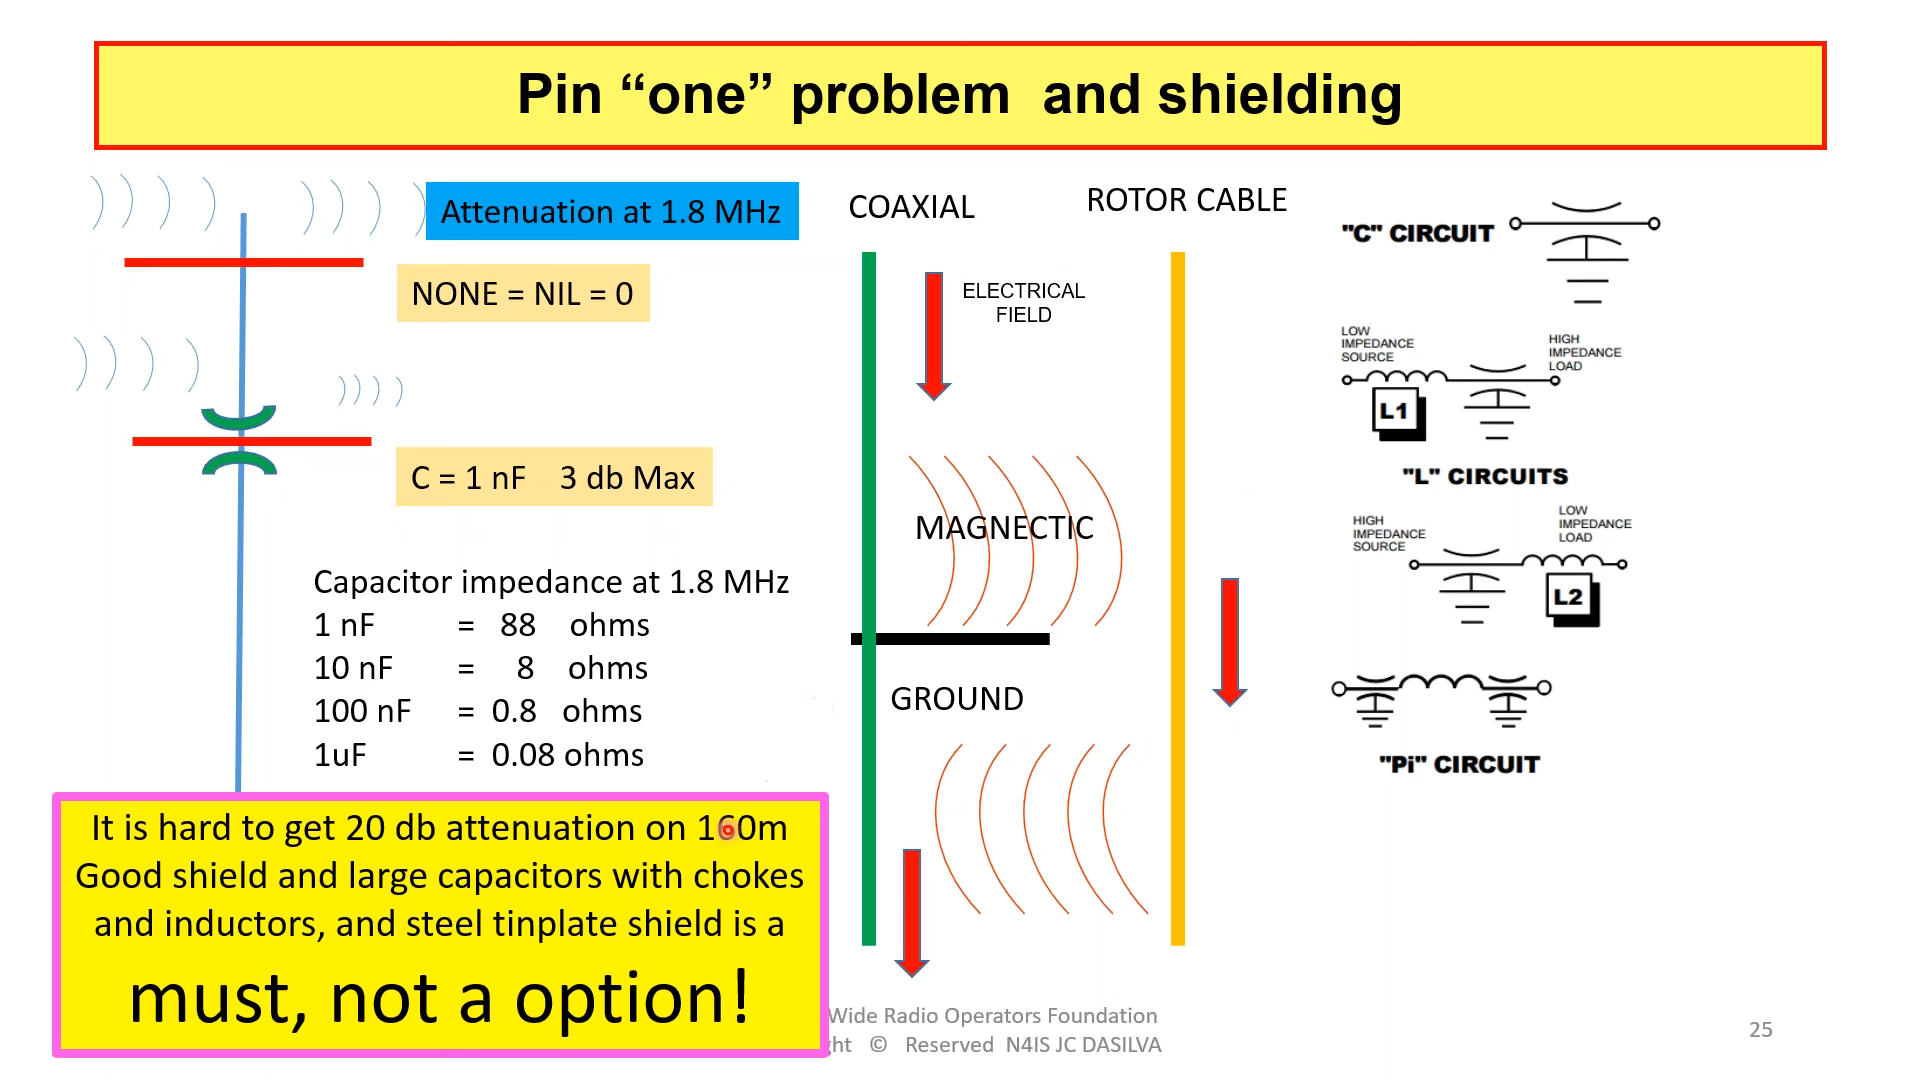 Pin “one” problem and shielding
Attenuation at 1.8 MHz
NONE = NIL = 0
C = 1 nF 3 db Max
Capacitor impedance at 1.8 MHz
1 nF = 88 ohms
10 nF = 8 ohms
100 nF = 0.8 ohms
1uF = 0.08 ohms
It is hard to get 20 db attenuation on 160m
Good shield and large capacitors with chokes
and inductors, and steel tinplate shield is a
must, not a option!
COAXIAL
ROTOR CABLE
ELECTRICAL
FIELD
MAGNECTIC
GROUND
"C" CIRCUIT
LOW
IMPEDANCE
SOURCE
HIGH
IMPEDANCE
LOAD
L1
"L" CIRCUITS
HIGH
IMPEDANCE
SOURCE
LOW
IMPEDANCE
LOAD
L2
"Pi" CIRCUIT
Wide Radio Operators Foundation
ght © Reserved N4IS JC DASILVA
25